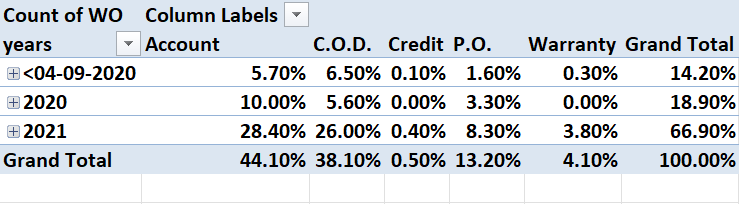 Count of WO Column Labels
years Account C.O.D. Credit P.O. Warranty Grand Total
<04-09-2020 5.70% 6.50% 0.10% 1.60% 0.30% 14.20%
2020 10.00% 5.60% 0.00% 3.30% 0.00% 18.90%
2021 28.40% 26.00% 0.40% 8.30% 3.80% 66.90%
Grand Total 44.10% 38.10% 0.50% 13.20% 4.10% 100.00%